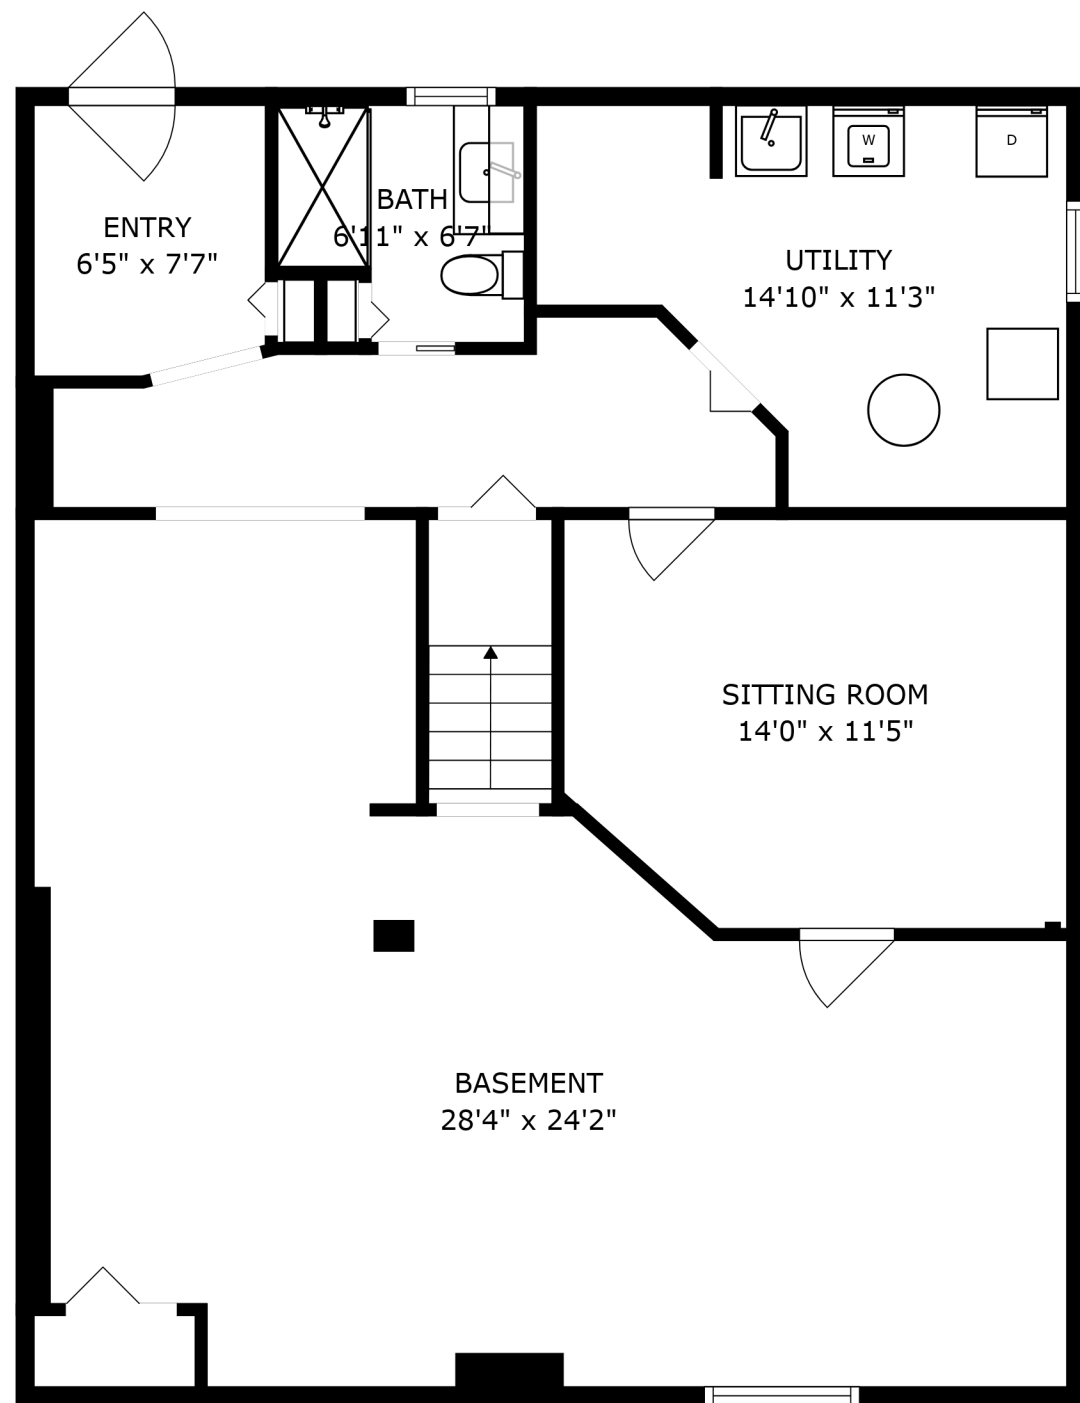 ENTRY
6'5" x 7'7"
BATH
6'11" x 6'7"
W
D
UTILITY
14'10" x 11'3"
SITTING ROOM
14'0" x 11'5"
BASEMENT
28'4" x 24'2"